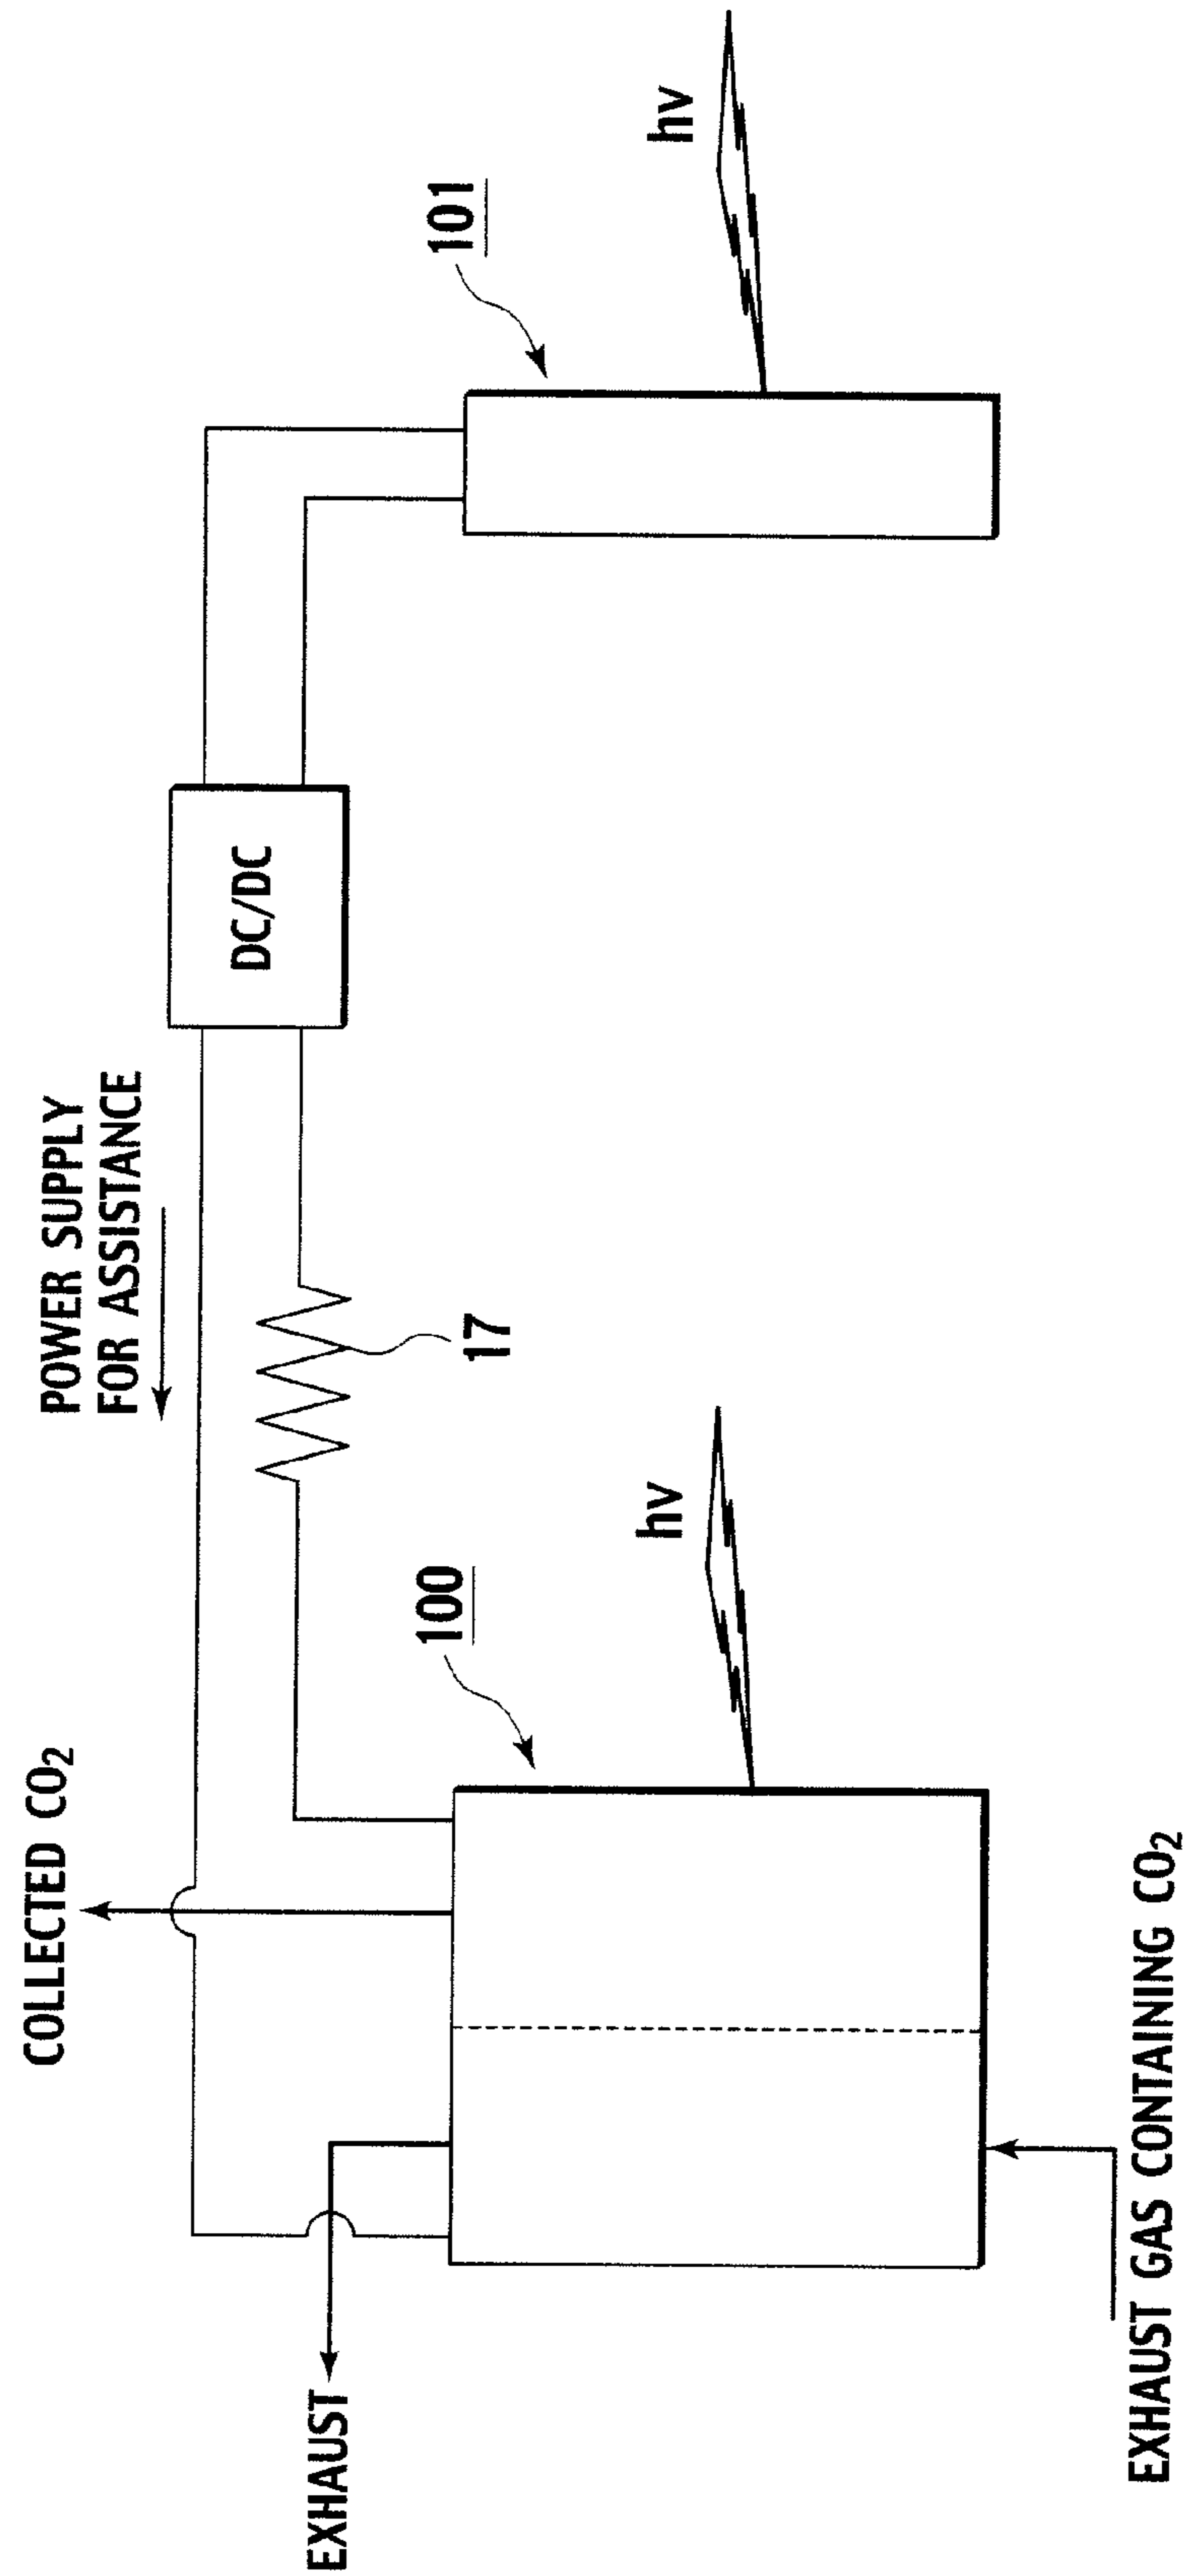 POWER SUPPLY
FOR ASSISTANCE
COLLECTED CO2
DC/DC
EXHAUST
17
100
101
hv
hv
EXHAUST GAS CONTAINING CO2